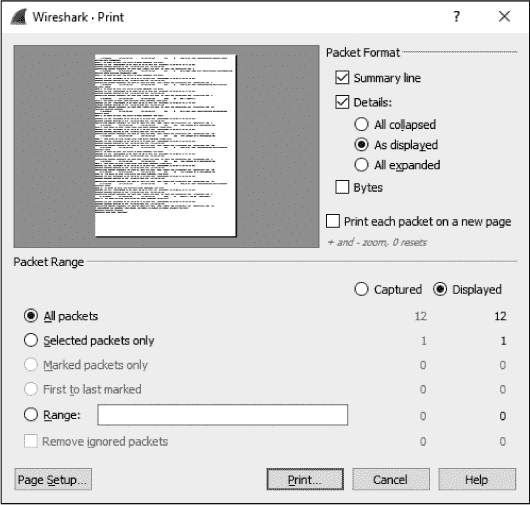 Wireshark · Print
? ×
Packet Format
Summary line
Details:
All collapsed
As displayed
All expanded
Bytes
Print each packet on a new page
+ and - zoom, 0 resets
Packet Range
Captured Displayed
All packets 12 12
Selected packets only 1 1
Marked packets only 0 0
First to last marked 0 0
Range: 0 0
Remove ignored packets 0 0
Page Setup... Print... Cancel Help